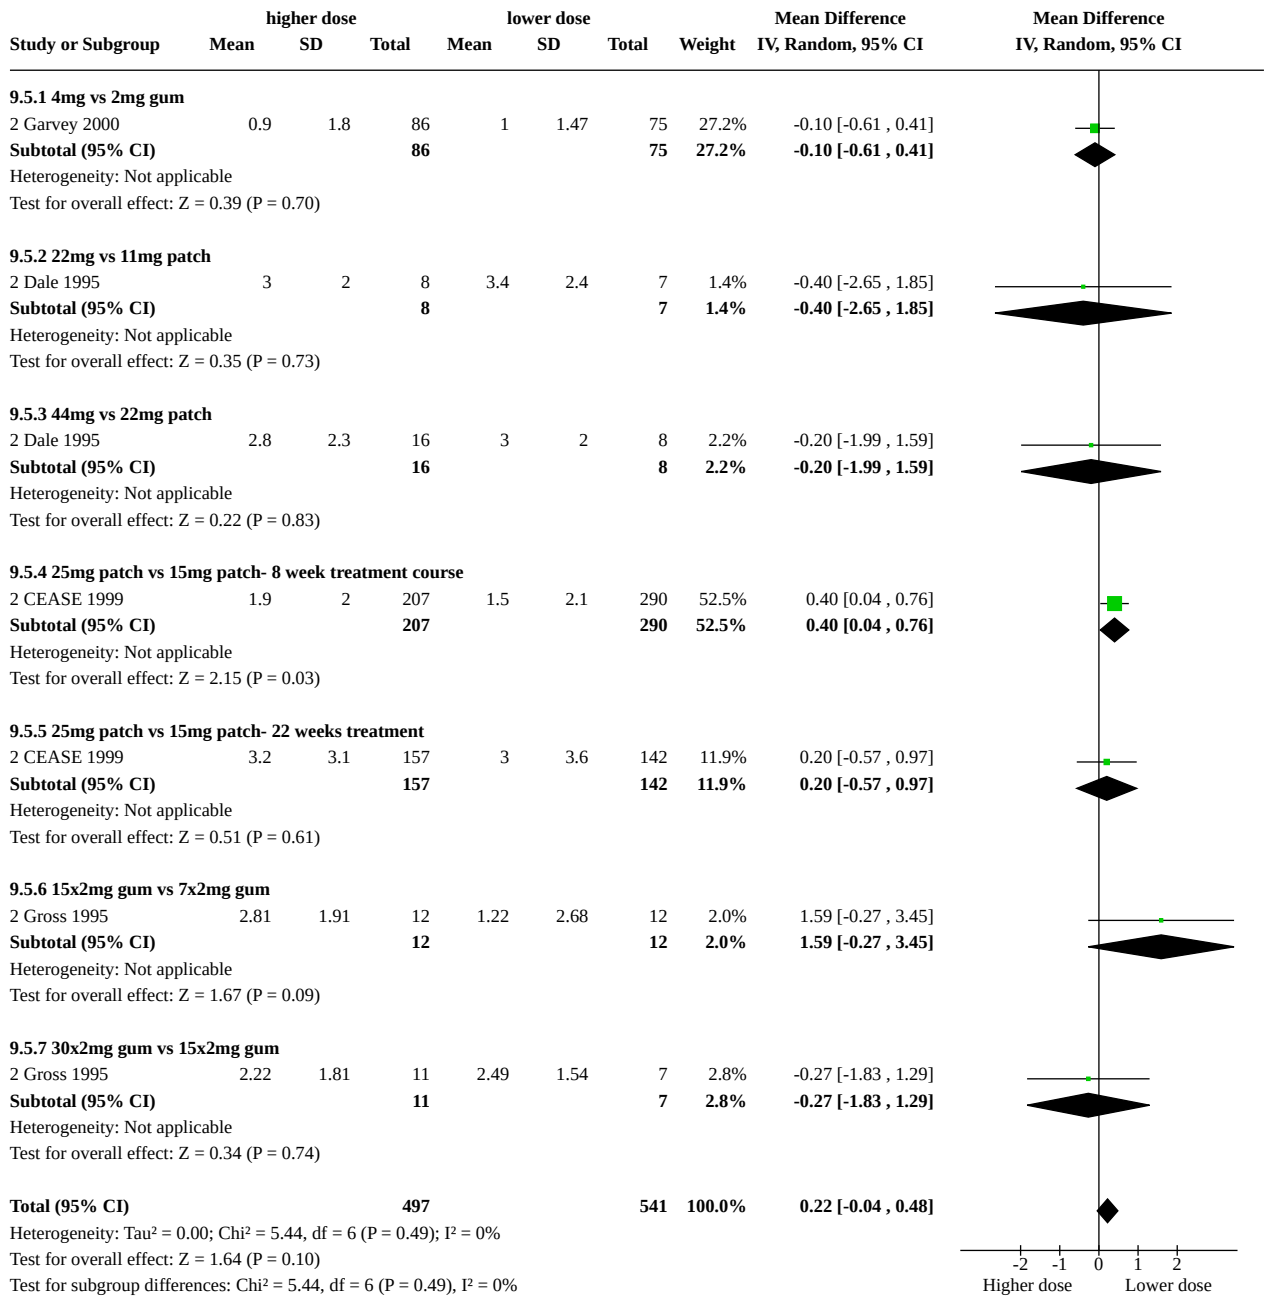 higher dose lower dose Mean Difference Mean Difference
Study or Subgroup Mean SD Total Mean SD Total Weight IV, Random, 95% CI IV, Random, 95% CI
9.5.1 4mg vs 2mg gum
2 Garvey 2000 0.9 1.8 86 1 1.47 75 27.2% -0.10 [-0.61 , 0.41]
Subtotal (95% CI) 86 75 27.2% -0.10 [-0.61 , 0.41]
Heterogeneity: Not applicable
Test for overall effect: Z = 0.39 (P = 0.70)
9.5.2 22mg vs 11mg patch
2 Dale 1995 3 2 8 3.4 2.4 7 1.4% -0.40 [-2.65 , 1.85]
Subtotal (95% CI) 8 7 1.4% -0.40 [-2.65 , 1.85]
Heterogeneity: Not applicable
Test for overall effect: Z = 0.35 (P = 0.73)
9.5.3 44mg vs 22mg patch
2 Dale 1995 2.8 2.3 16 3 2 8 2.2% -0.20 [-1.99 , 1.59]
Subtotal (95% CI) 16 8 2.2% -0.20 [-1.99 , 1.59]
Heterogeneity: Not applicable
Test for overall effect: Z = 0.22 (P = 0.83)
9.5.4 25mg patch vs 15mg patch- 8 week treatment course
2 CEASE 1999 1.9 2 207 1.5 2.1 290 52.5% 0.40 [0.04 , 0.76]
Subtotal (95% CI) 207 290 52.5% 0.40 [0.04 , 0.76]
Heterogeneity: Not applicable
Test for overall effect: Z = 2.15 (P = 0.03)
9.5.5 25mg patch vs 15mg patch- 22 weeks treatment
2 CEASE 1999 3.2 3.1 157 3 3.6 142 11.9% 0.20 [-0.57 , 0.97]
Subtotal (95% CI) 157 142 11.9% 0.20 [-0.57 , 0.97]
Heterogeneity: Not applicable
Test for overall effect: Z = 0.51 (P = 0.61)
9.5.6 15x2mg gum vs 7x2mg gum
2 Gross 1995 2.81 1.91 12 1.22 2.68 12 2.0% 1.59 [-0.27 , 3.45]
Subtotal (95% CI) 12 12 2.0% 1.59 [-0.27 , 3.45]
Heterogeneity: Not applicable
Test for overall effect: Z = 1.67 (P = 0.09)
9.5.7 30x2mg gum vs 15x2mg gum
2 Gross 1995 2.22 1.81 11 2.49 1.54 7 2.8% -0.27 [-1.83 , 1.29]
Subtotal (95% CI) 11 7 2.8% -0.27 [-1.83 , 1.29]
Heterogeneity: Not applicable
Test for overall effect: Z = 0.34 (P = 0.74)
Total (95% CI) 497 541 100.0% 0.22 [-0.04 , 0.48]
Heterogeneity: Tau² = 0.00; Chi² = 5.44, df = 6 (P = 0.49); I² = 0%
Test for overall effect: Z = 1.64 (P = 0.10)
-2 -1 0 1 2
Test for subgroup differences: Chi² = 5.44, df = 6 (P = 0.49), I² = 0% Higher dose Lower dose